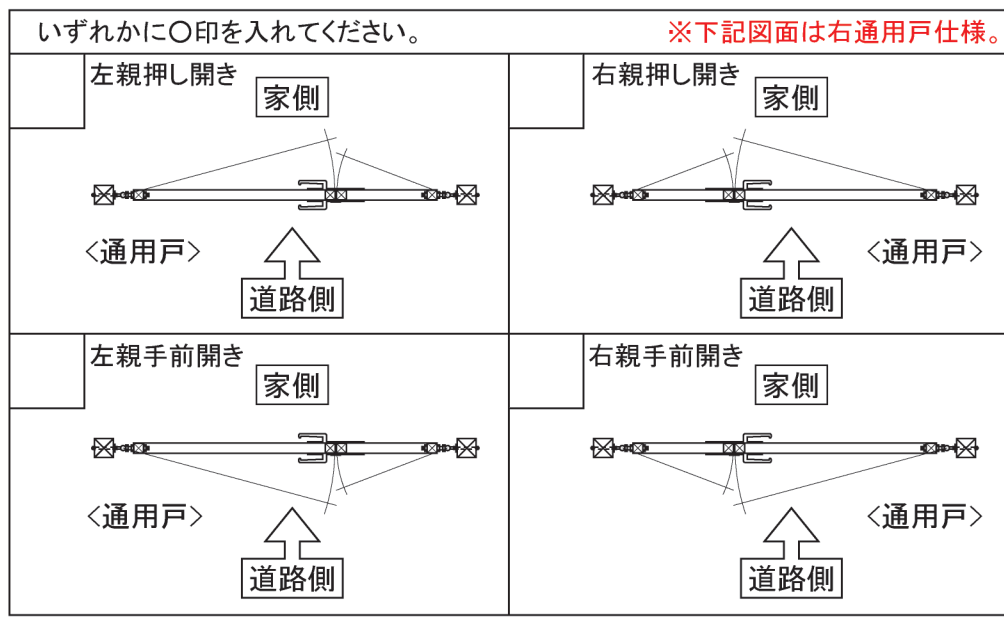 いずれかに〇印を入れてください。
※下記図面は右通用戸仕様。
左親押し開き
家側
<通用戸>
道路側
右親押し開き
家側
<通用戸>
道路側
左親手前開き
家側
<通用戸>
道路側
右親手前開き
家側
<通用戸>
道路側